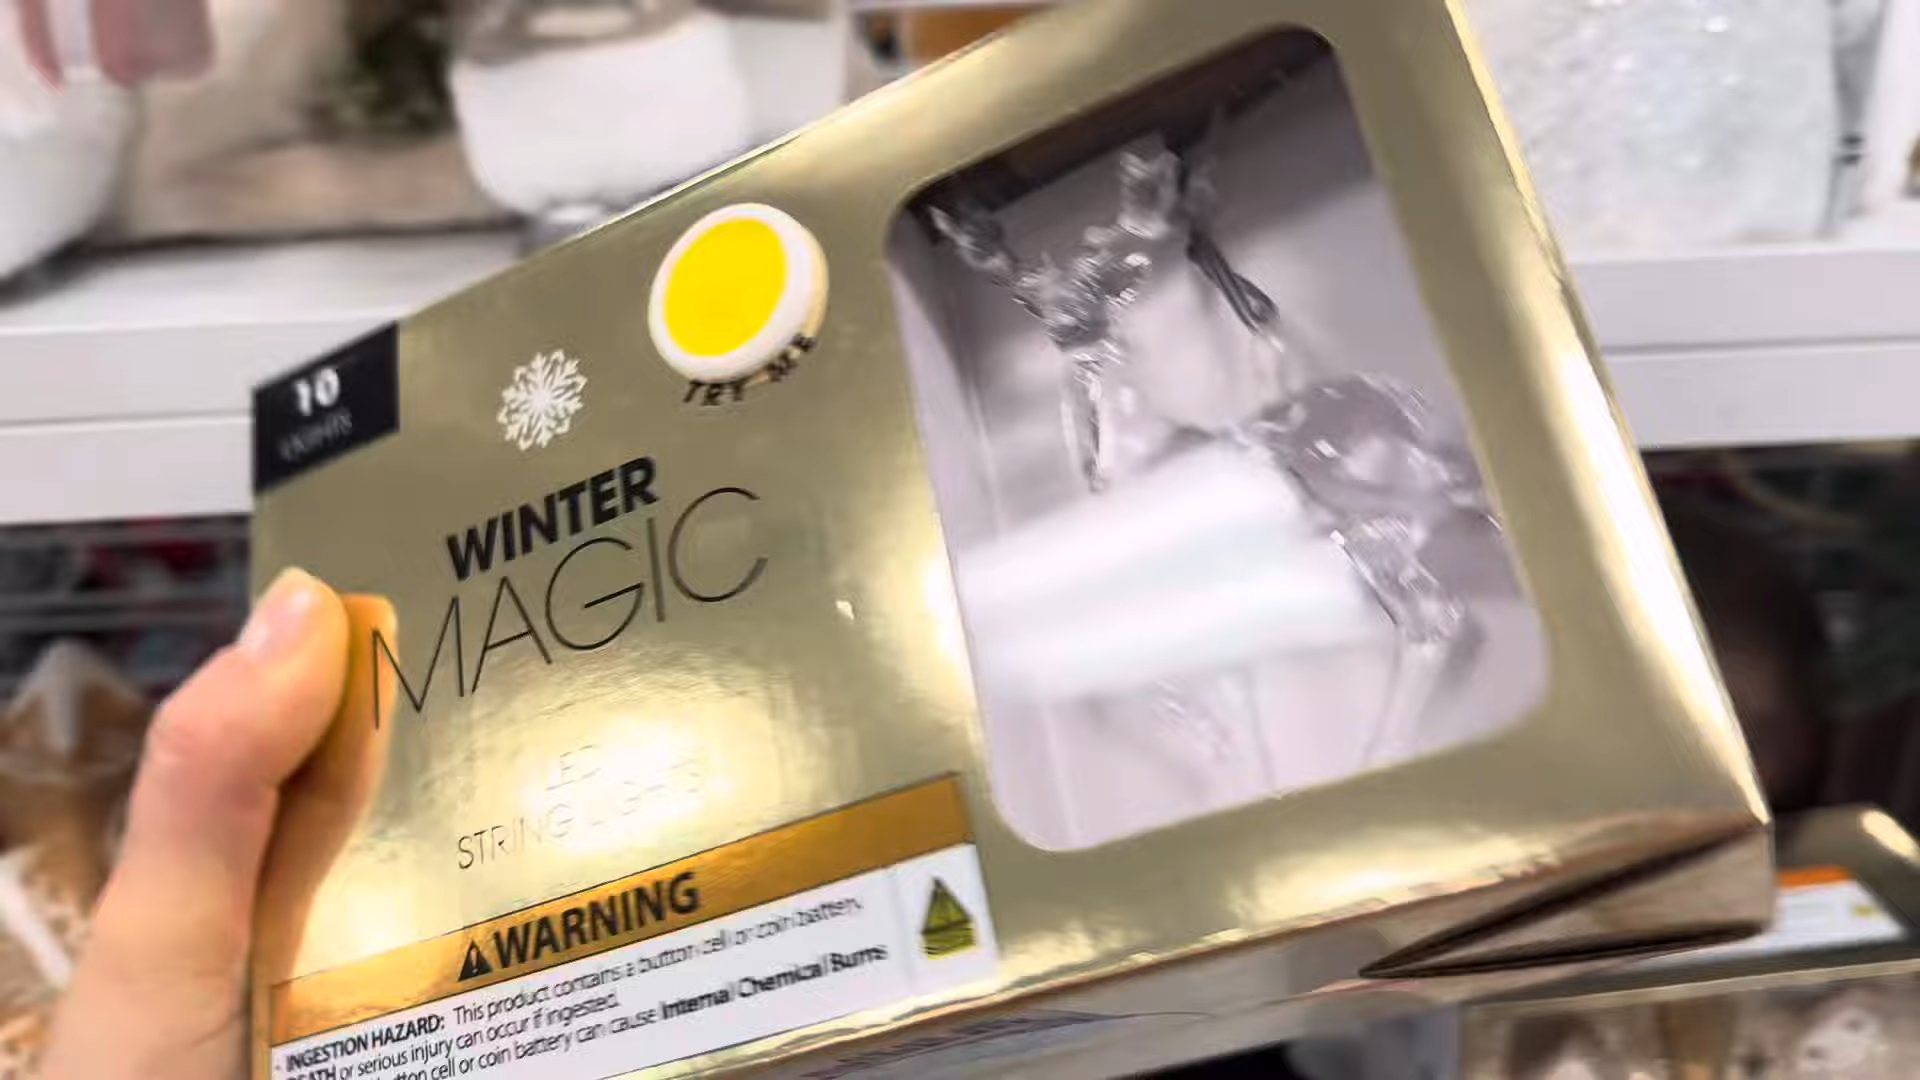 10
LIGHTS
TRY ME
WINTER
MAGIC
LED
STRING LIGHTS
WARNING
· INGESTION HAZARD: This product contains a button cell or coin battery.
DEATH or serious injury can occur if ingested.
button cell or coin battery can cause Internal Chemical Burns